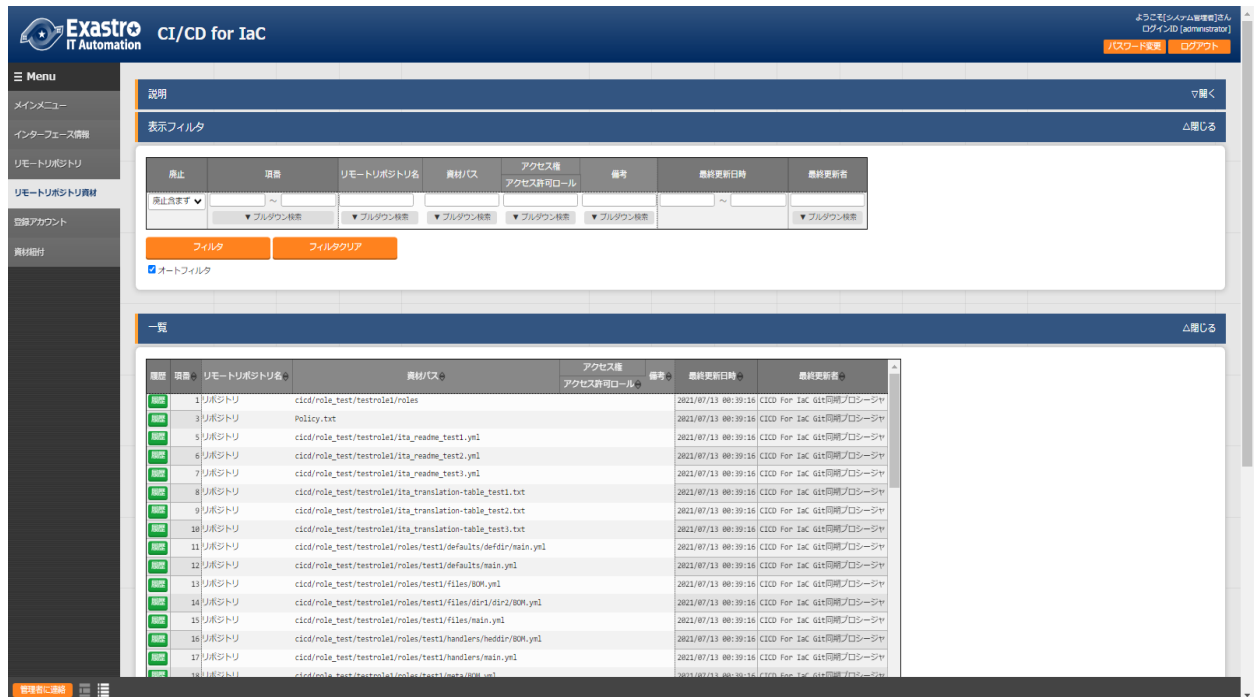 Exastro
IT Automation
CI/CD for IaC
ようこそ[システム管理者]さん
ログインID [administrator]
パスワード変更 ログアウト
☰ Menu
メインメニュー
インターフェース情報
リモートリポジトリ
リモートリポジトリ資材
登録アカウント
資材紐付
説明 ▽開く
表示フィルタ △閉じる
廃止 項番 リモートリポジトリ名 資材パス アクセス権 備考 最終更新日時 最終更新者
アクセス許可ロール
廃止含まず ~ ~
▼ プルダウン検索 ▼ プルダウン検索 ▼ プルダウン検索 ▼ プルダウン検索 ▼ プルダウン検索 ▼ プルダウン検索
フィルタ フィルタクリア
オートフィルタ
一覧 △閉じる
履歴 項番 リモートリポジトリ名 資材パス アクセス権 備考 最終更新日時 最終更新者
アクセス許可ロール
履歴 1 リポジトリ cicd/role_test/testrole1/roles 2021/07/13 00:39:16 CICD For IaC Git同期プロシージャ
履歴 3 リポジトリ Policy.txt 2021/07/13 00:39:16 CICD For IaC Git同期プロシージャ
履歴 5 リポジトリ cicd/role_test/testrole1/ita_readme_test1.yml 2021/07/13 00:39:16 CICD For IaC Git同期プロシージャ
履歴 6 リポジトリ cicd/role_test/testrole1/ita_readme_test2.yml 2021/07/13 00:39:16 CICD For IaC Git同期プロシージャ
履歴 7 リポジトリ cicd/role_test/testrole1/ita_readme_test3.yml 2021/07/13 00:39:16 CICD For IaC Git同期プロシージャ
履歴 8 リポジトリ cicd/role_test/testrole1/ita_translation-table_test1.txt 2021/07/13 00:39:16 CICD For IaC Git同期プロシージャ
履歴 9 リポジトリ cicd/role_test/testrole1/ita_translation-table_test2.txt 2021/07/13 00:39:16 CICD For IaC Git同期プロシージャ
履歴 10 リポジトリ cicd/role_test/testrole1/ita_translation-table_test3.txt 2021/07/13 00:39:16 CICD For IaC Git同期プロシージャ
履歴 11 リポジトリ cicd/role_test/testrole1/roles/test1/defaults/defdir/main.yml 2021/07/13 00:39:16 CICD For IaC Git同期プロシージャ
履歴 12 リポジトリ cicd/role_test/testrole1/roles/test1/defaults/main.yml 2021/07/13 00:39:16 CICD For IaC Git同期プロシージャ
履歴 13 リポジトリ cicd/role_test/testrole1/roles/test1/files/BOM.yml 2021/07/13 00:39:16 CICD For IaC Git同期プロシージャ
履歴 14 リポジトリ cicd/role_test/testrole1/roles/test1/files/dir1/dir2/BOM.yml 2021/07/13 00:39:16 CICD For IaC Git同期プロシージャ
履歴 15 リポジトリ cicd/role_test/testrole1/roles/test1/files/main.yml 2021/07/13 00:39:16 CICD For IaC Git同期プロシージャ
履歴 16 リポジトリ cicd/role_test/testrole1/roles/test1/handlers/heddir/BOM.yml 2021/07/13 00:39:16 CICD For IaC Git同期プロシージャ
履歴 17 リポジトリ cicd/role_test/testrole1/roles/test1/handlers/main.yml 2021/07/13 00:39:16 CICD For IaC Git同期プロシージャ
履歴 18 リポジトリ cicd/role_test/testrole1/roles/test1/meta/BOM.yml 2021/07/13 00:39:16 CICD For IaC Git同期プロシージャ
管理者に連絡